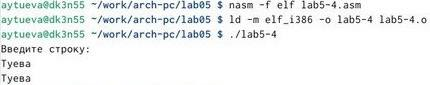 aytueva@dk3n55 ~/work/arch-pc/lab05 $ nasm -f elf lab5-4.asm
aytueva@dk3n55 ~/work/arch-pc/lab05 $ ld -m elf_i386 -o lab5-4 lab5-4.o
aytueva@dk3n55 ~/work/arch-pc/lab05 $ ./lab5-4
Введите строку:
Туева
Туева